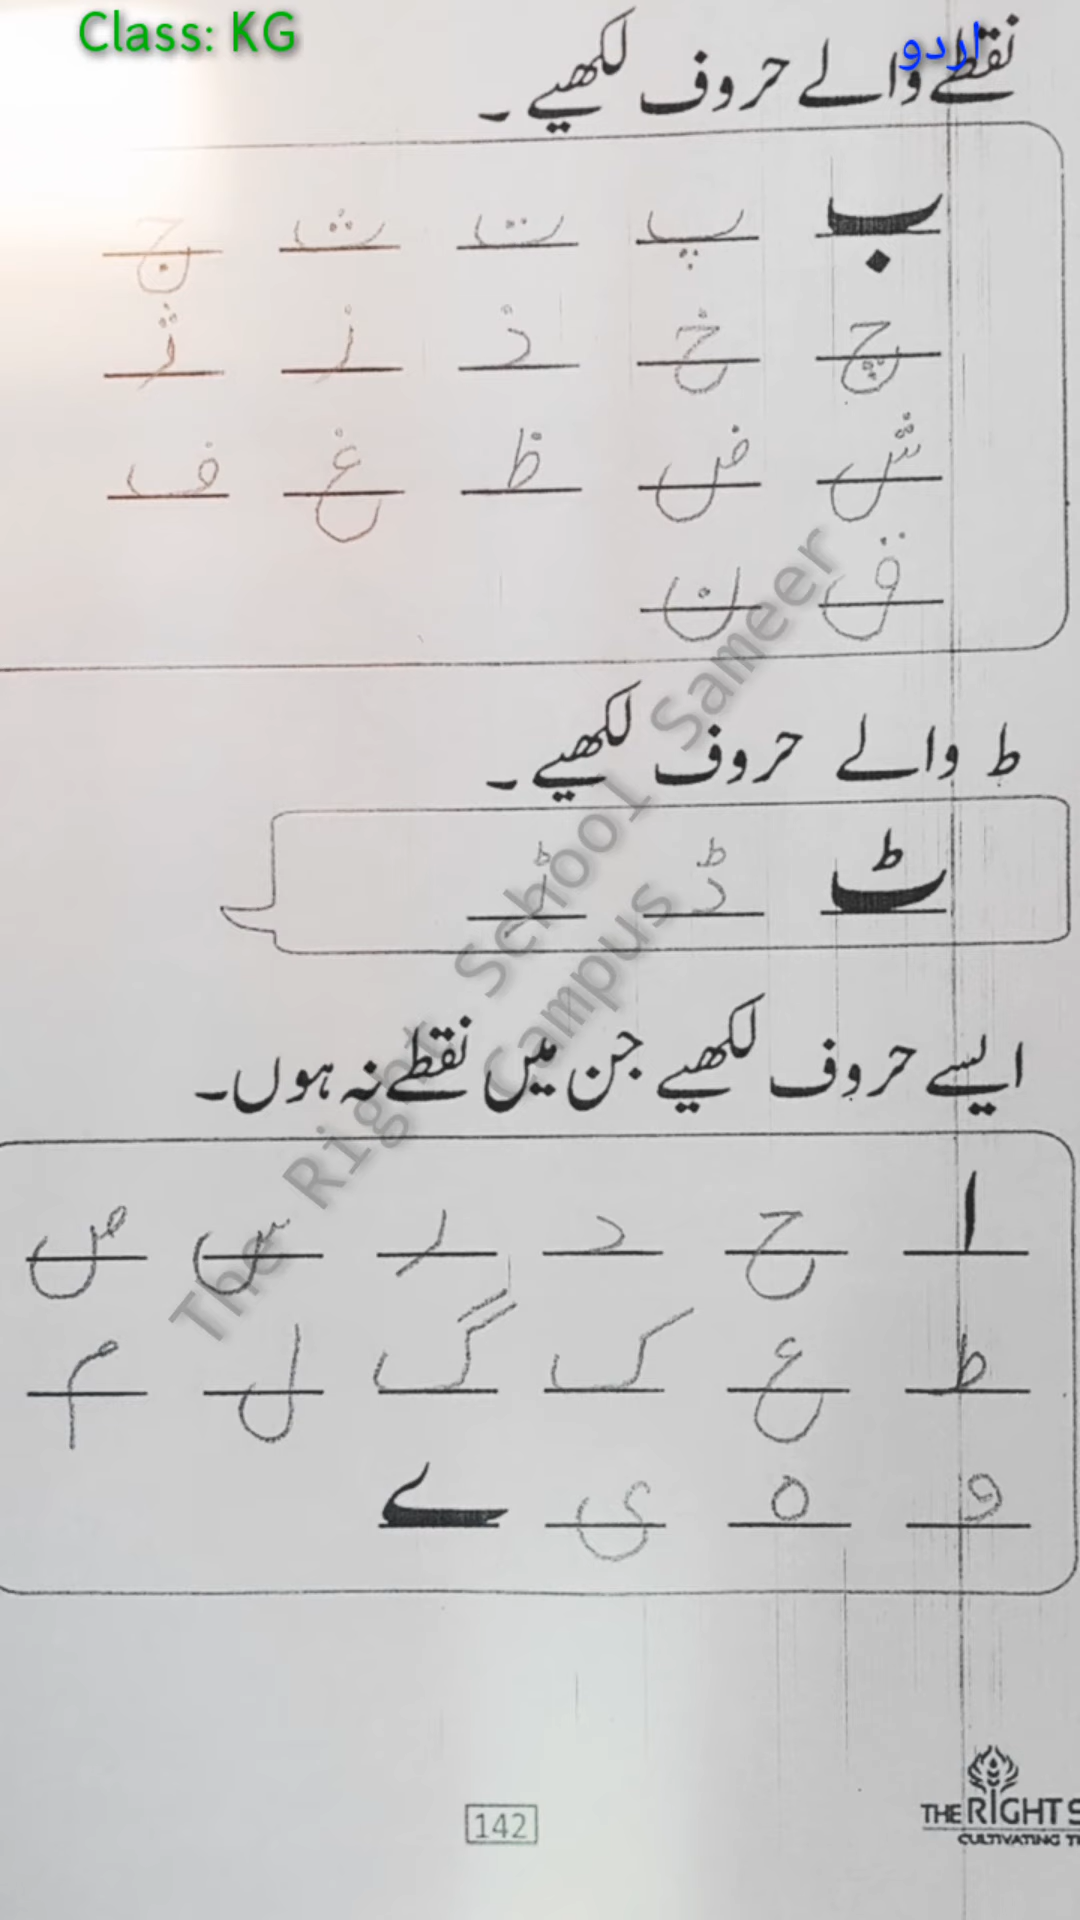 Class: KG
اردو
نقطے والے حروف لکھیے۔
ب پ ت ث ج
چ خ ذ ز ژ
ش ض ظ غ ف
ق ن
ط والے حروف لکھیے۔
ٹ ڈ ڑ
ایسے حروف لکھیے جن میں نقطے نہ ہوں۔
ا ح د ر س ص
ط ع ک گ ل م
و ہ ی ے
The Right School Sameer
Campus
142
THE RIGHT S
CULTIVATING